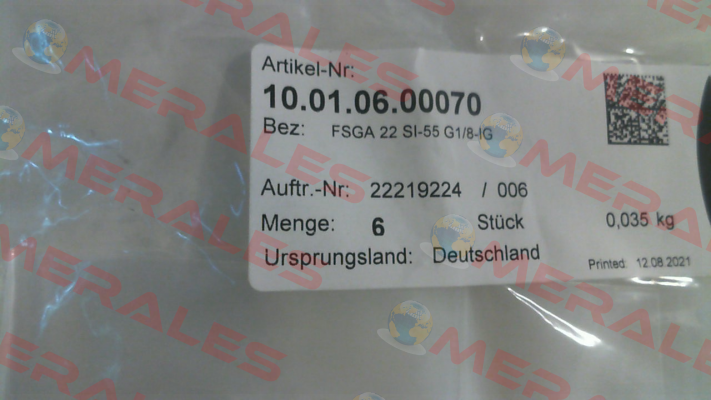 Artikel-Nr:
10.01.06.00070
Bez: FSGA 22 SI-55 G1/8-IG
Auftr.-Nr: 22219224 / 006
Menge: 6 Stück 0,035 kg
Ursprungsland: Deutschland
Printed: 12.08.2021
MERALES
MERALES
MERALES
MERALES
MERALES
MERALES